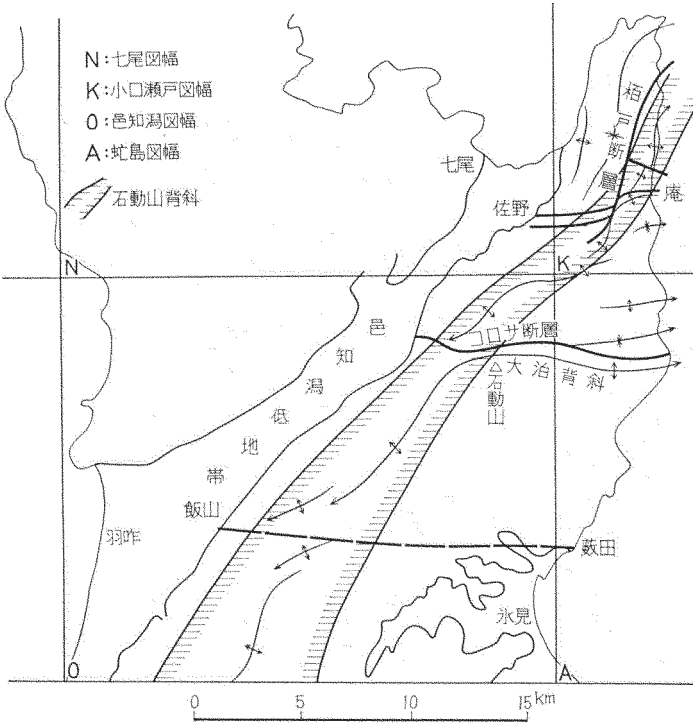 N:七尾図幅
K:小口瀬戸図幅
O:邑知潟図幅
A:虻島図幅
石動山背斜
七尾
栢戸断層
佐野
庵
N
K
コロサ断層
大泊背斜
△石動山
邑知潟低地帯
飯山
羽咋
薮田
氷見
O
A
0 5 10 15 km